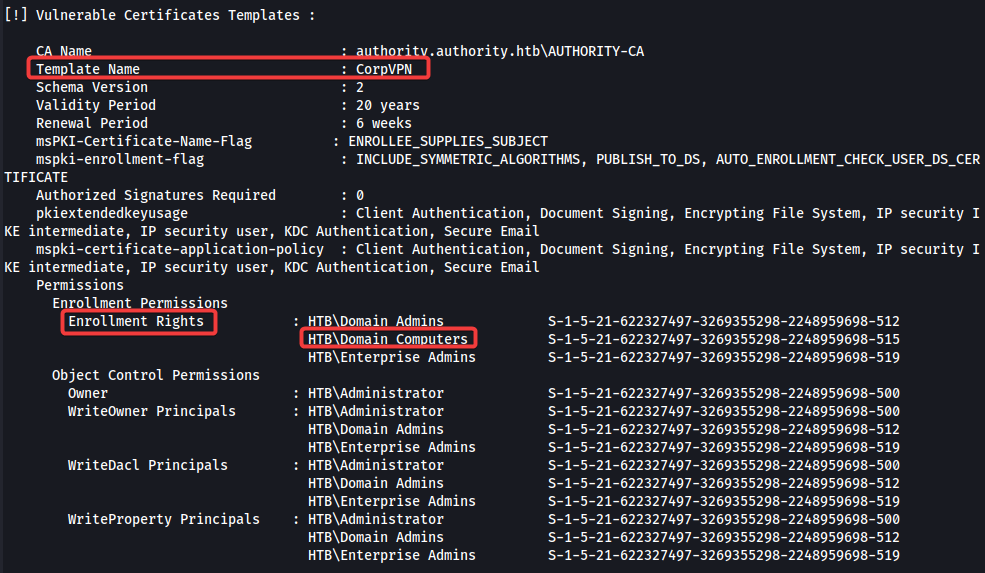 [!] Vulnerable Certificates Templates :
CA Name : authority.authority.htb\AUTHORITY-CA
Template Name : CorpVPN
Schema Version : 2
Validity Period : 20 years
Renewal Period : 6 weeks
msPKI-Certificate-Name-Flag : ENROLLEE_SUPPLIES_SUBJECT
mspki-enrollment-flag : INCLUDE_SYMMETRIC_ALGORITHMS, PUBLISH_TO_DS, AUTO_ENROLLMENT_CHECK_USER_DS_CER
TIFICATE
Authorized Signatures Required : 0
pkiextendedkeyusage : Client Authentication, Document Signing, Encrypting File System, IP security I
KE intermediate, IP security user, KDC Authentication, Secure Email
mspki-certificate-application-policy : Client Authentication, Document Signing, Encrypting File System, IP security I
KE intermediate, IP security user, KDC Authentication, Secure Email
Permissions
Enrollment Permissions
Enrollment Rights : HTB\Domain Admins S-1-5-21-622327497-3269355298-2248959698-512
HTB\Domain Computers S-1-5-21-622327497-3269355298-2248959698-515
HTB\Enterprise Admins S-1-5-21-622327497-3269355298-2248959698-519
Object Control Permissions
Owner : HTB\Administrator S-1-5-21-622327497-3269355298-2248959698-500
WriteOwner Principals : HTB\Administrator S-1-5-21-622327497-3269355298-2248959698-500
HTB\Domain Admins S-1-5-21-622327497-3269355298-2248959698-512
HTB\Enterprise Admins S-1-5-21-622327497-3269355298-2248959698-519
WriteDacl Principals : HTB\Administrator S-1-5-21-622327497-3269355298-2248959698-500
HTB\Domain Admins S-1-5-21-622327497-3269355298-2248959698-512
HTB\Enterprise Admins S-1-5-21-622327497-3269355298-2248959698-519
WriteProperty Principals : HTB\Administrator S-1-5-21-622327497-3269355298-2248959698-500
HTB\Domain Admins S-1-5-21-622327497-3269355298-2248959698-512
HTB\Enterprise Admins S-1-5-21-622327497-3269355298-2248959698-519